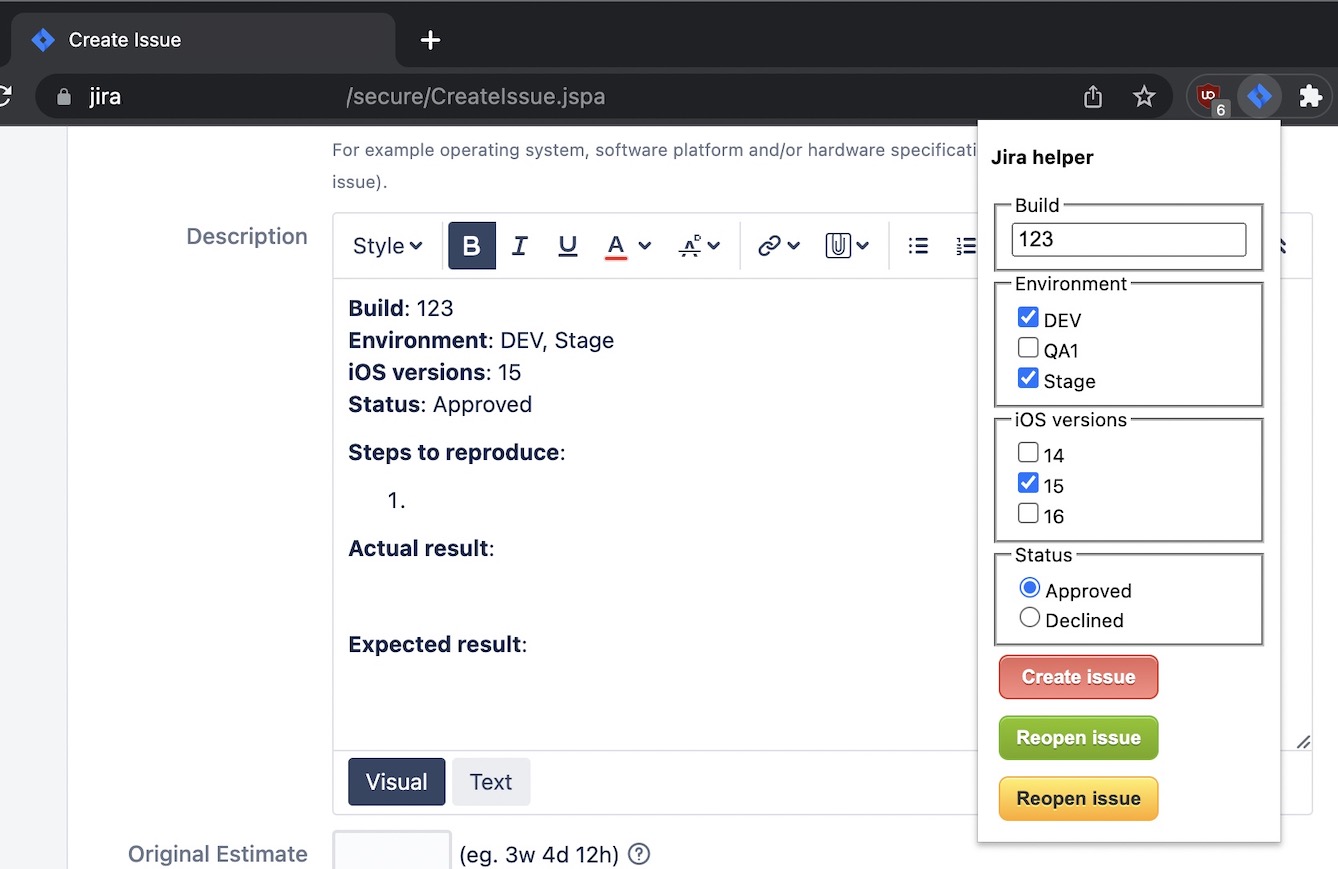 Create Issue
jira /secure/CreateIssue.jspa
6
For example operating system, software platform and/or hardware specificati
issue).
Description
Style B I U A
Build: 123
Environment: DEV, Stage
iOS versions: 15
Status: Approved
Steps to reproduce:
1.
Actual result:
Expected result:
Visual Text
Original Estimate (eg. 3w 4d 12h) ?
Jira helper
Build
123
Environment
DEV
QA1
Stage
iOS versions
14
15
16
Status
Approved
Declined
Create issue
Reopen issue
Reopen issue